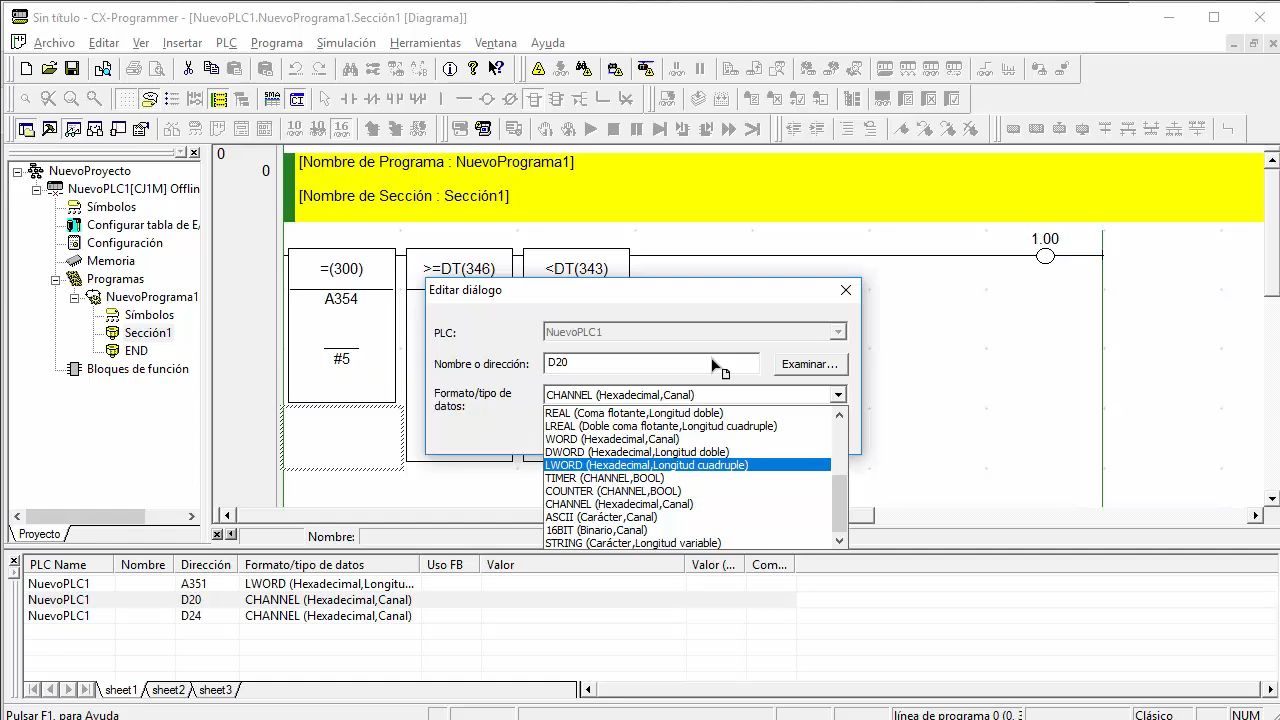 Sin título - CX-Programmer - [NuevoPLC1.NuevoPrograma1.Sección1 [Diagrama]]
Archivo Editar Ver Insertar PLC Programa Simulación Herramientas Ventana Ayuda
10 10 16
NuevoProyecto
NuevoPLC1[CJ1M] Offlin
Símbolos
Configurar tabla de E/
Configuración
Memoria
Programas
NuevoPrograma1
Símbolos
Sección1
END
Bloques de función
Proyecto
0
0
[Nombre de Programa : NuevoPrograma1]
[Nombre de Sección : Sección1]
1.00
=(300) >=DT(346) <DT(343)
A354
#5
Editar diálogo
PLC: NuevoPLC1
Nombre o dirección: D20 Examinar...
Formato/tipo de datos: CHANNEL (Hexadecimal,Canal)
REAL (Coma flotante,Longitud doble)
LREAL (Doble coma flotante,Longitud cuadruple)
WORD (Hexadecimal,Canal)
DWORD (Hexadecimal,Longitud doble)
LWORD (Hexadecimal,Longitud cuadruple)
TIMER (CHANNEL,BOOL)
COUNTER (CHANNEL,BOOL)
CHANNEL (Hexadecimal,Canal)
ASCII (Carácter,Canal)
16BIT (Binario,Canal)
STRING (Carácter,Longitud variable)
Nombre:
PLC Name Nombre Dirección Formato/tipo de datos Uso FB Valor Valor (... Com...
NuevoPLC1 A351 LWORD (Hexadecimal,Longitu...
NuevoPLC1 D20 CHANNEL (Hexadecimal,Canal)
NuevoPLC1 D24 CHANNEL (Hexadecimal,Canal)
sheet1 sheet2 sheet3
Pulsar F1, para Ayuda línea de programa 0 (0, Clásico NUM